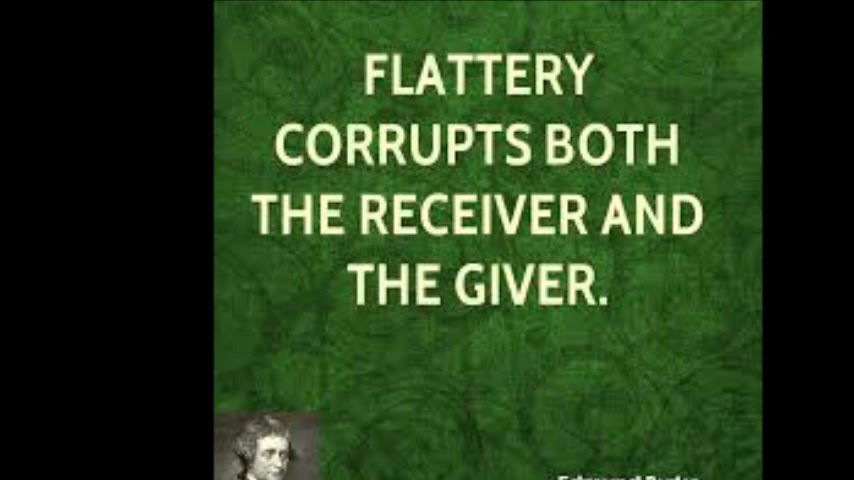 FLATTERY
CORRUPTS BOTH
THE RECEIVER AND
THE GIVER.